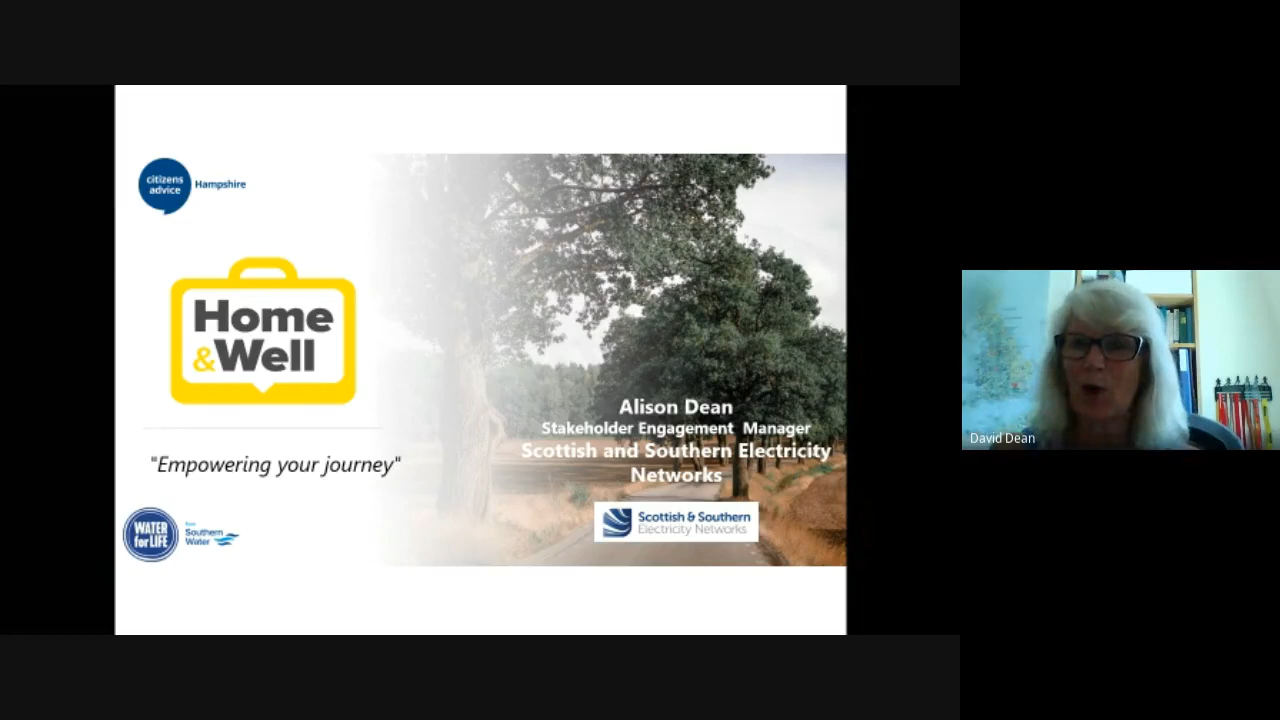 citizens
advice
Hampshire
Home
&Well
"Empowering your journey"
WATER
for LIFE
from
Southern
Water
Alison Dean
Stakeholder Engagement Manager
Scottish and Southern Electricity
Networks
Scottish & Southern
Electricity Networks
David Dean